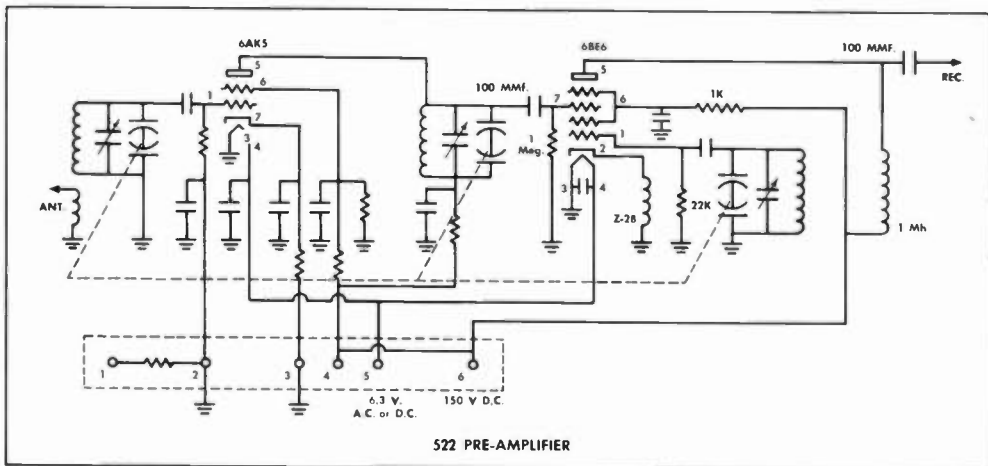 6AK5
5
6
1
7
3
4
ANT.
100 MMF.
6BE6
5
7
6
1
2
3
4
1 Meg.
Z-28
22K
1K
100 MMF.
REC.
1 Mh
1
2
3
4
5
6
6.3 V.
A.C. or D.C.
150 V D.C.
522 PRE-AMPLIFIER